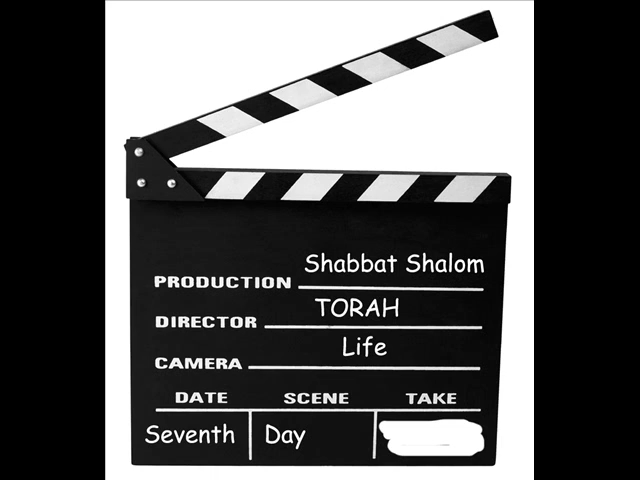 PRODUCTION Shabbat Shalom
DIRECTOR TORAH
CAMERA Life
DATE SCENE TAKE
Seventh Day